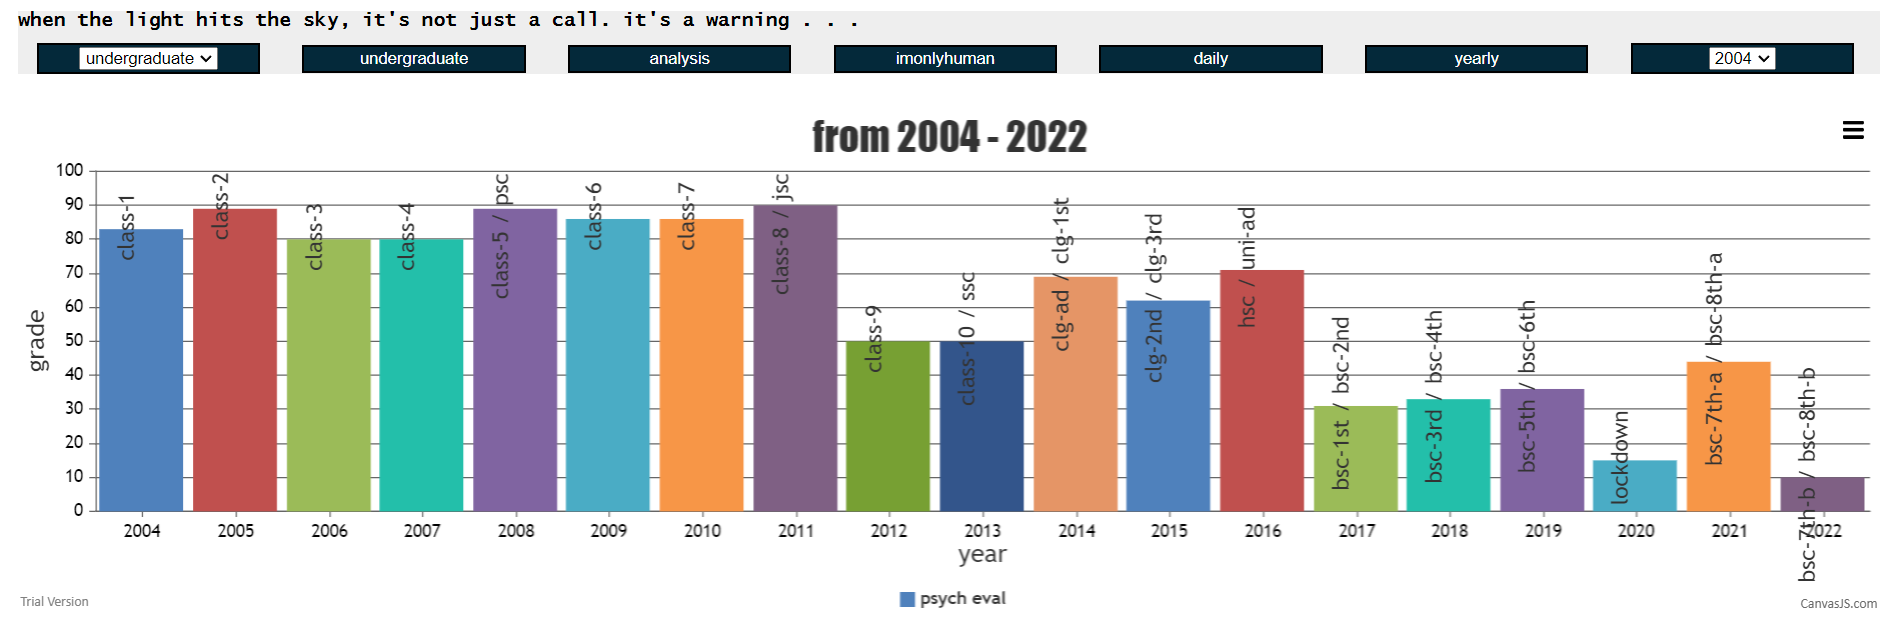 when the light hits the sky, it's not just a call. it's a warning . . .
undergraduate
undergraduate
analysis
imonlyhuman
daily
yearly
2004
from 2004 - 2022
grade
100
90
80
70
60
50
40
30
20
10
0
class-1
class-2
class-3
class-4
class-5 / psc
class-6
class-7
class-8 / jsc
class-9
class-10 / ssc
clg-ad / clg-1st
clg-2nd / clg-3rd
hsc / uni-ad
bsc-1st / bsc-2nd
bsc-3rd / bsc-4th
bsc-5th / bsc-6th
lockdown
bsc-7th-a / bsc-8th-a
bsc-7th-b / bsc-8th-b
2004 2005 2006 2007 2008 2009 2010 2011 2012 2013 2014 2015 2016 2017 2018 2019 2020 2021 2022
year
psych eval
Trial Version
CanvasJS.com